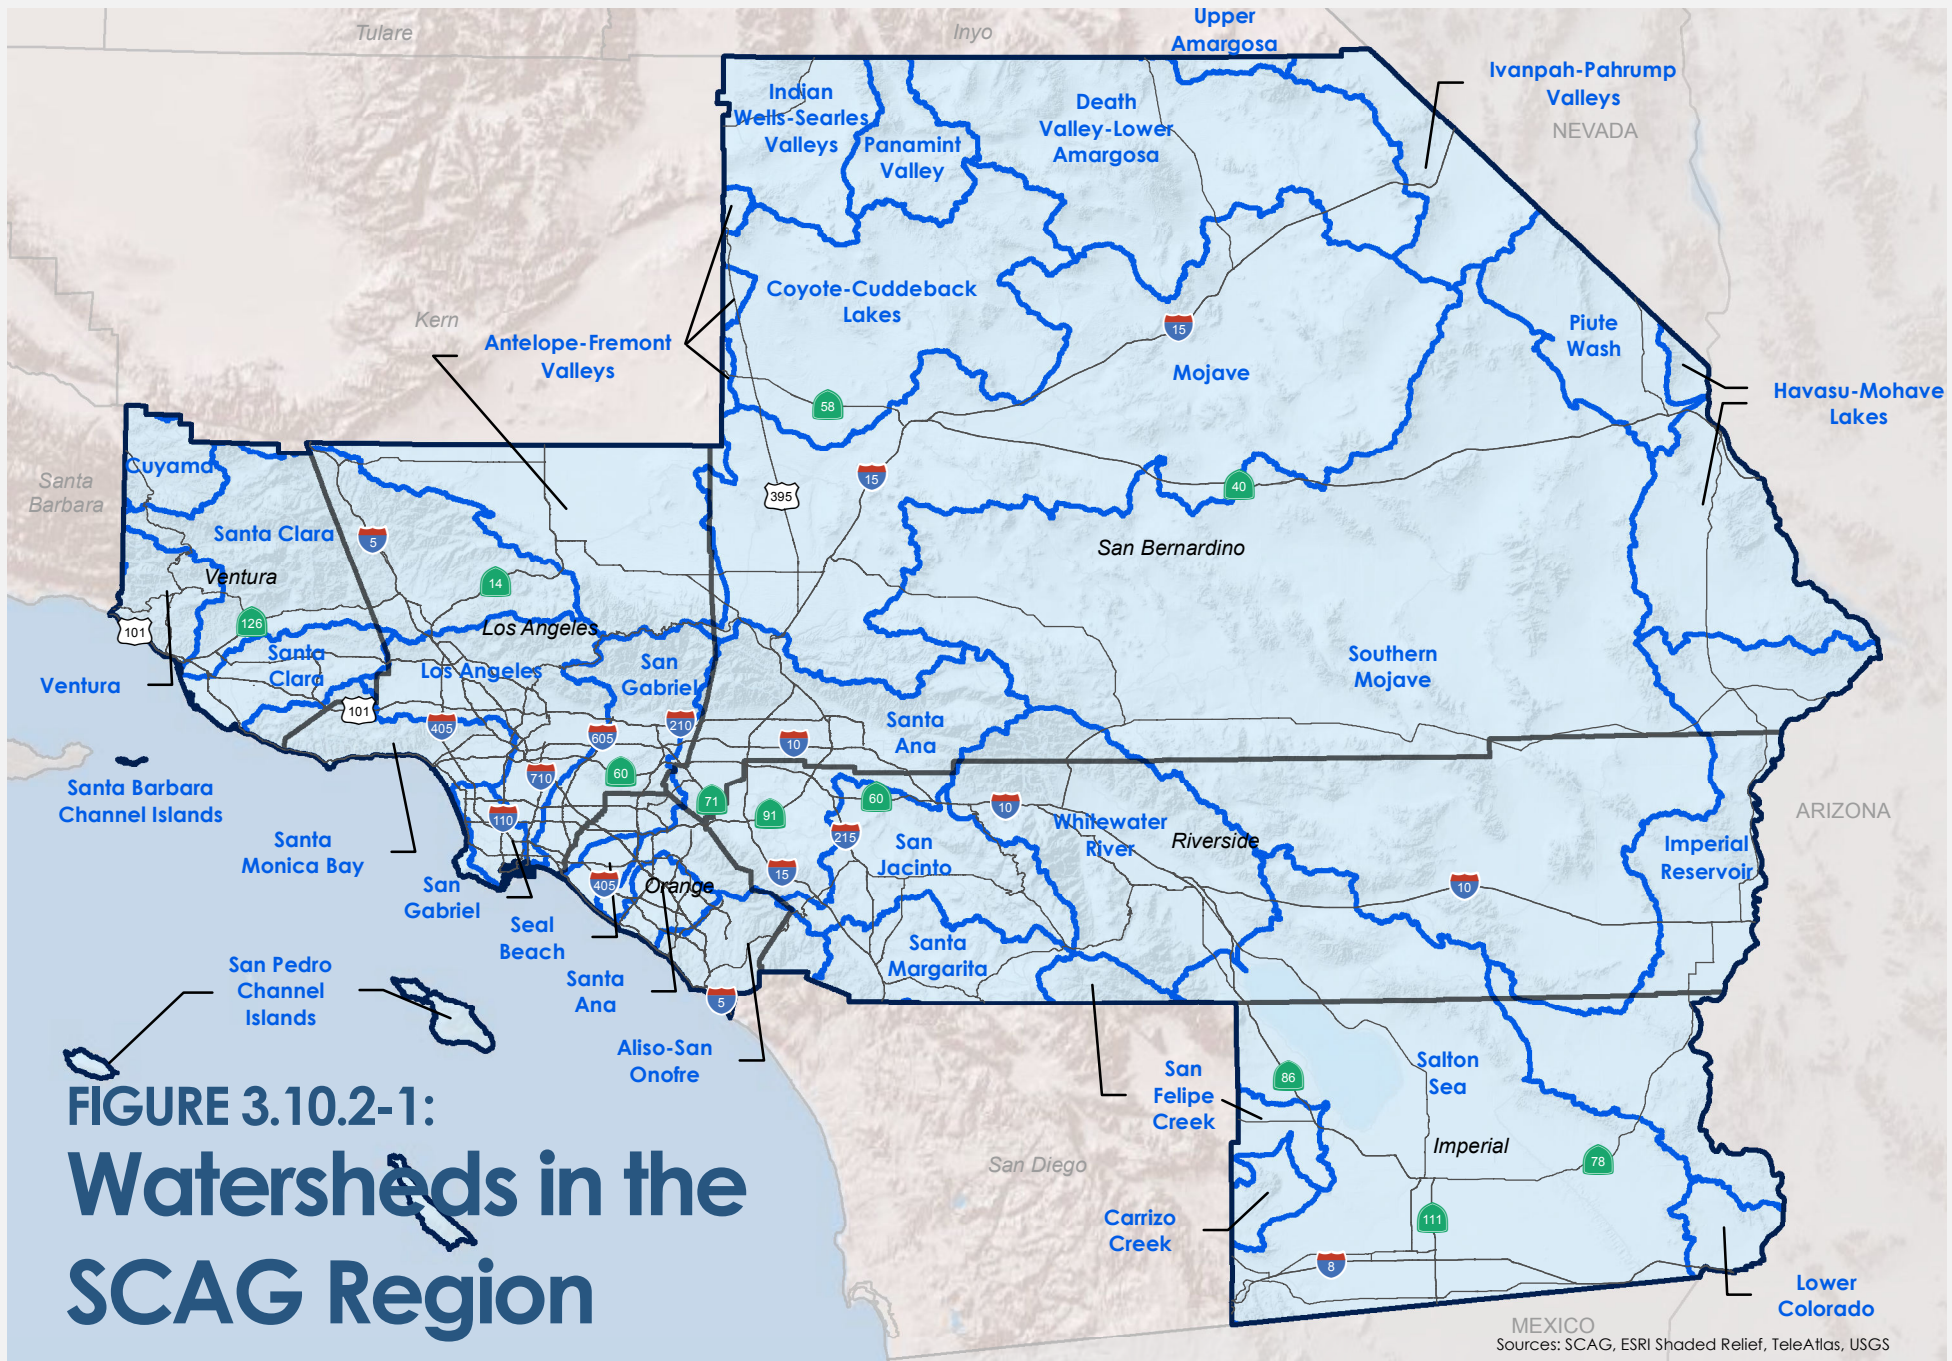 Tulare
Inyo
Upper
Amargosa
Ivanpah-Pahrump
Valleys
NEVADA
Indian
Wells-Searles
Valleys
Panamint
Valley
Death
Valley-Lower
Amargosa
Kern
Antelope-Fremont
Valleys
Coyote-Cuddeback
Lakes
15
Mojave
Piute
Wash
Havasu-Mohave
Lakes
58
Santa
Barbara
Cuyama
Santa Clara
5
395
15
40
San Bernardino
Ventura
14
126
101
Los Angeles
Santa
Clara
Los Angeles
San
Gabriel
Southern
Mojave
Ventura
101
405
605
210
10
Santa
Ana
Santa Barbara
Channel Islands
710
60
71
91
60
10
110
215
Whitewater
River
Riverside
ARIZONA
Imperial
Reservoir
Santa
Monica Bay
San
Jacinto
15
405
Orange
10
San
Gabriel
Seal
Beach
Santa
Margarita
Santa
Ana
5
San Pedro
Channel
Islands
Aliso-San
Onofre
San
Felipe
Creek
86
Salton
Sea
FIGURE 3.10.2-1:
Watersheds in the
SCAG Region
San Diego
Imperial
78
Carrizo
Creek
111
8
Lower
Colorado
MEXICO
Sources: SCAG, ESRI Shaded Relief, TeleAtlas, USGS